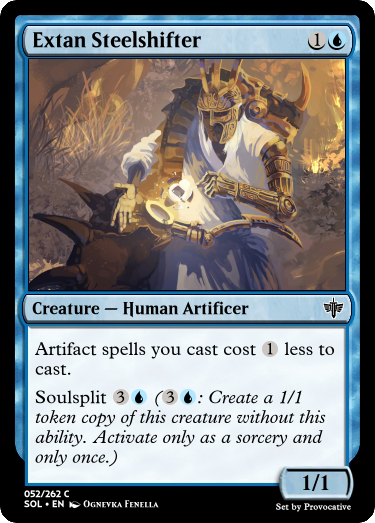 Extan Steelshifter 1
Creature — Human Artificer
Artifact spells you cast cost 1 less to
cast.
Soulsplit 3 (3 : Create a 1/1
token copy of this creature without this
ability. Activate only as a sorcery and
only once.)
1/1
052/262 C
SOL • EN Ognevka Fenella
Set by Provocative